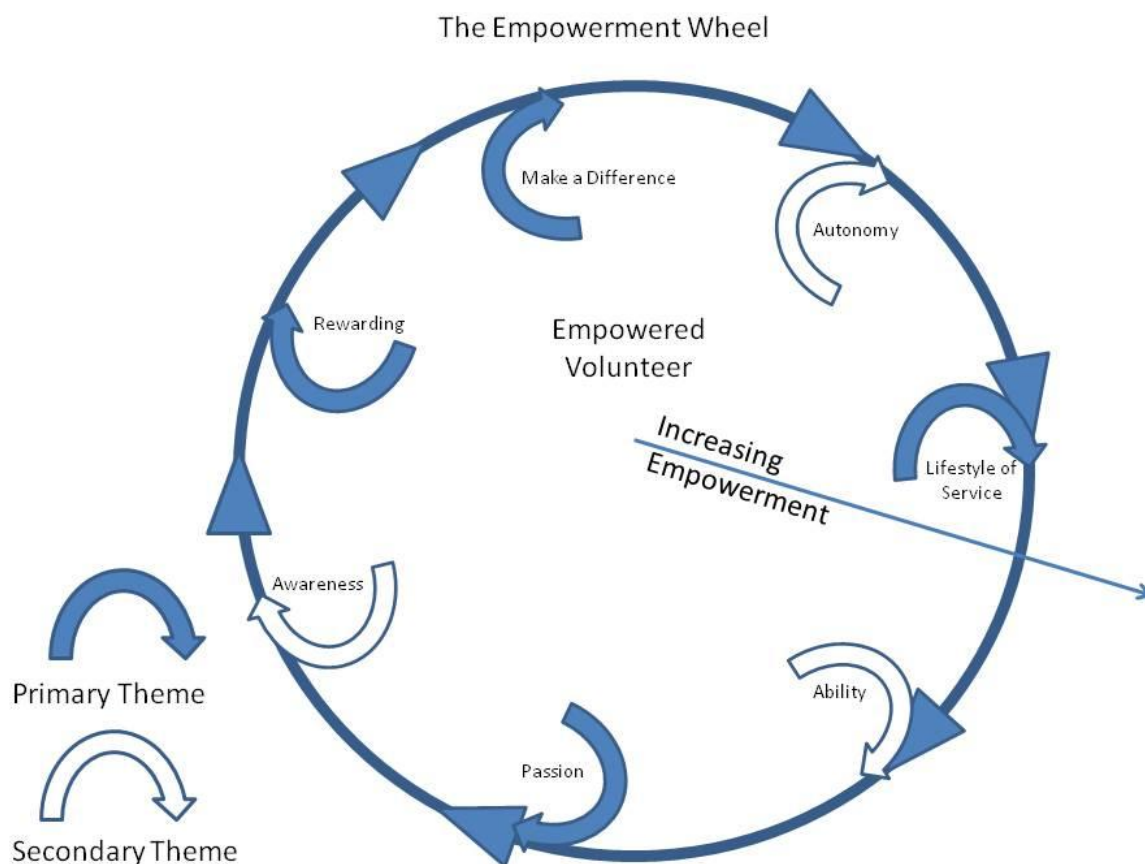 The Empowerment Wheel
Make a Difference
Autonomy
Rewarding
Empowered
Volunteer
Increasing
Empowerment
Lifestyle of
Service
Awareness
Ability
Passion
Primary Theme
Secondary Theme